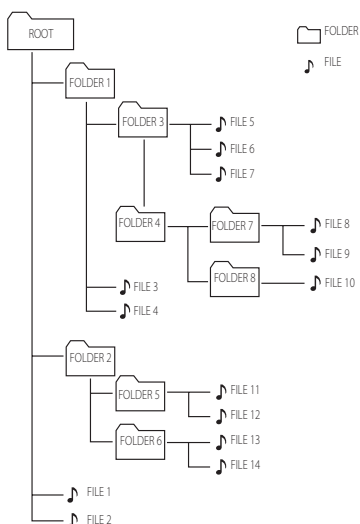 ROOT
FOLDER
FILE
FOLDER 1
FOLDER 3
FILE 5
FILE 6
FILE 7
FOLDER 4
FOLDER 7
FILE 8
FILE 9
FOLDER 8
FILE 10
FILE 3
FILE 4
FOLDER 2
FOLDER 5
FILE 11
FILE 12
FOLDER 6
FILE 13
FILE 14
FILE 1
FILE 2